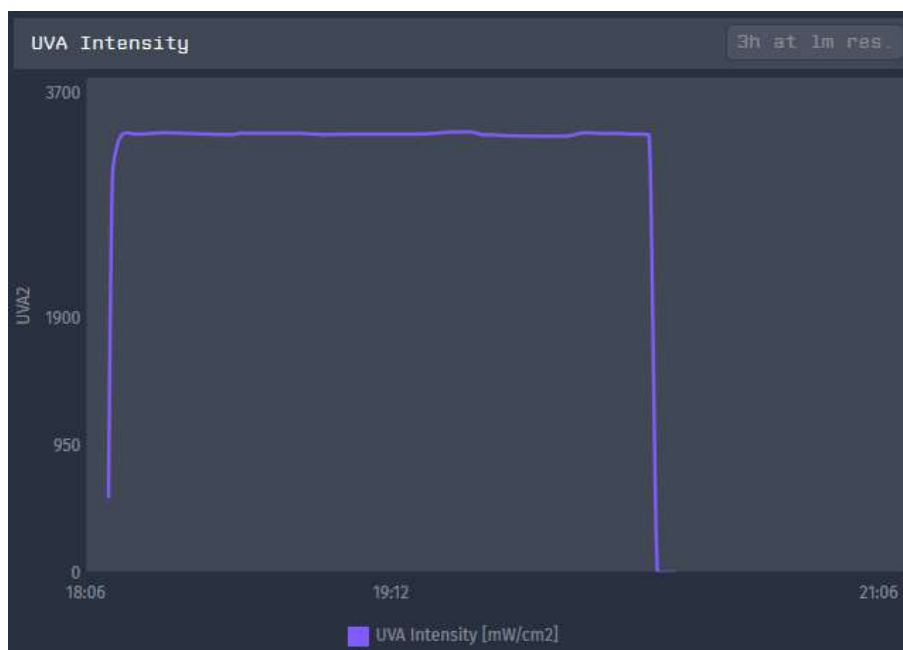 UVA Intensity
3h at 1m res.
3700
UVA2
1900
950
0
18:06
19:12
21:06
UVA Intensity [mW/cm2]